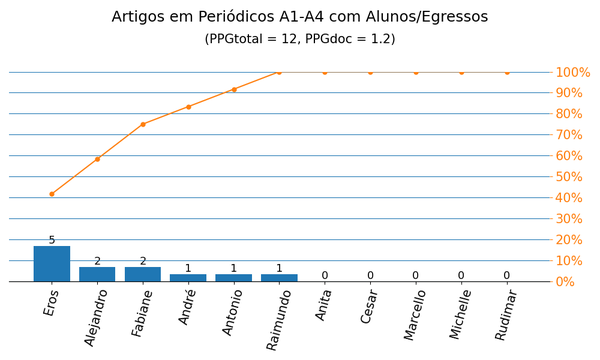 Artigos em Periódicos A1-A4 com Alunos/Egressos
(PPGtotal = 12, PPGdoc = 1.2)
100%
90%
80%
70%
60%
50%
40%
30%
20%
10%
0%
5
2
2
1
1
1
0
0
0
0
0
Eros
Alejandro
Fabiane
André
Antonio
Raimundo
Anita
Cesar
Marcello
Michelle
Rudimar